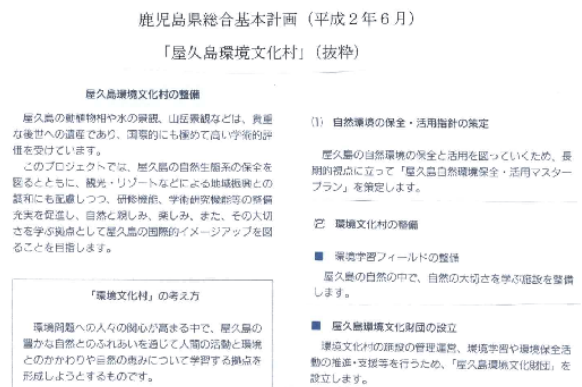 鹿児島県総合基本計画（平成２年６月）
「屋久島環境文化村」（抜粋）
屋久島環境文化村の整備
屋久島の動植物相や水の景観、山岳景観などは、貴重
な後世への遺産であり、国際的にも極めて高い学術的評
価を受けています。
このプロジェクトでは、屋久島の自然生態系の保全を
図るとともに、観光・リゾートなどによる地域振興との
調和にも配慮しつつ、研修機能、学術研究機能等の整備
充実を促進し、自然と親しみ、楽しみ、また、その大切
さを学ぶ拠点として屋久島の国際的イメージアップを図
ることを目指します。
「環境文化村」の考え方
環境問題への人々の関心が高まる中で、屋久島の
豊かな自然とのふれあいを通じて人間の活動と環境
とのかかわりや自然の恵みについて学習する拠点を
形成しようとするものです。
(1) 自然環境の保全・活用指針の策定
屋久島の自然環境の保全と活用を図っていくため、長
期的視点に立って「屋久島自然環境保全・活用マスター
プラン」を策定します。
② 環境文化村の整備
■ 環境学習フィールドの整備
屋久島の自然の中で、自然の大切さを学ぶ施設を整備
します。
■ 屋久島環境文化財団の設立
環境文化村の施設の管理運営、環境学習や環境保全活
動の推進・支援等を行うため、「屋久島環境文化財団」を
設立します。